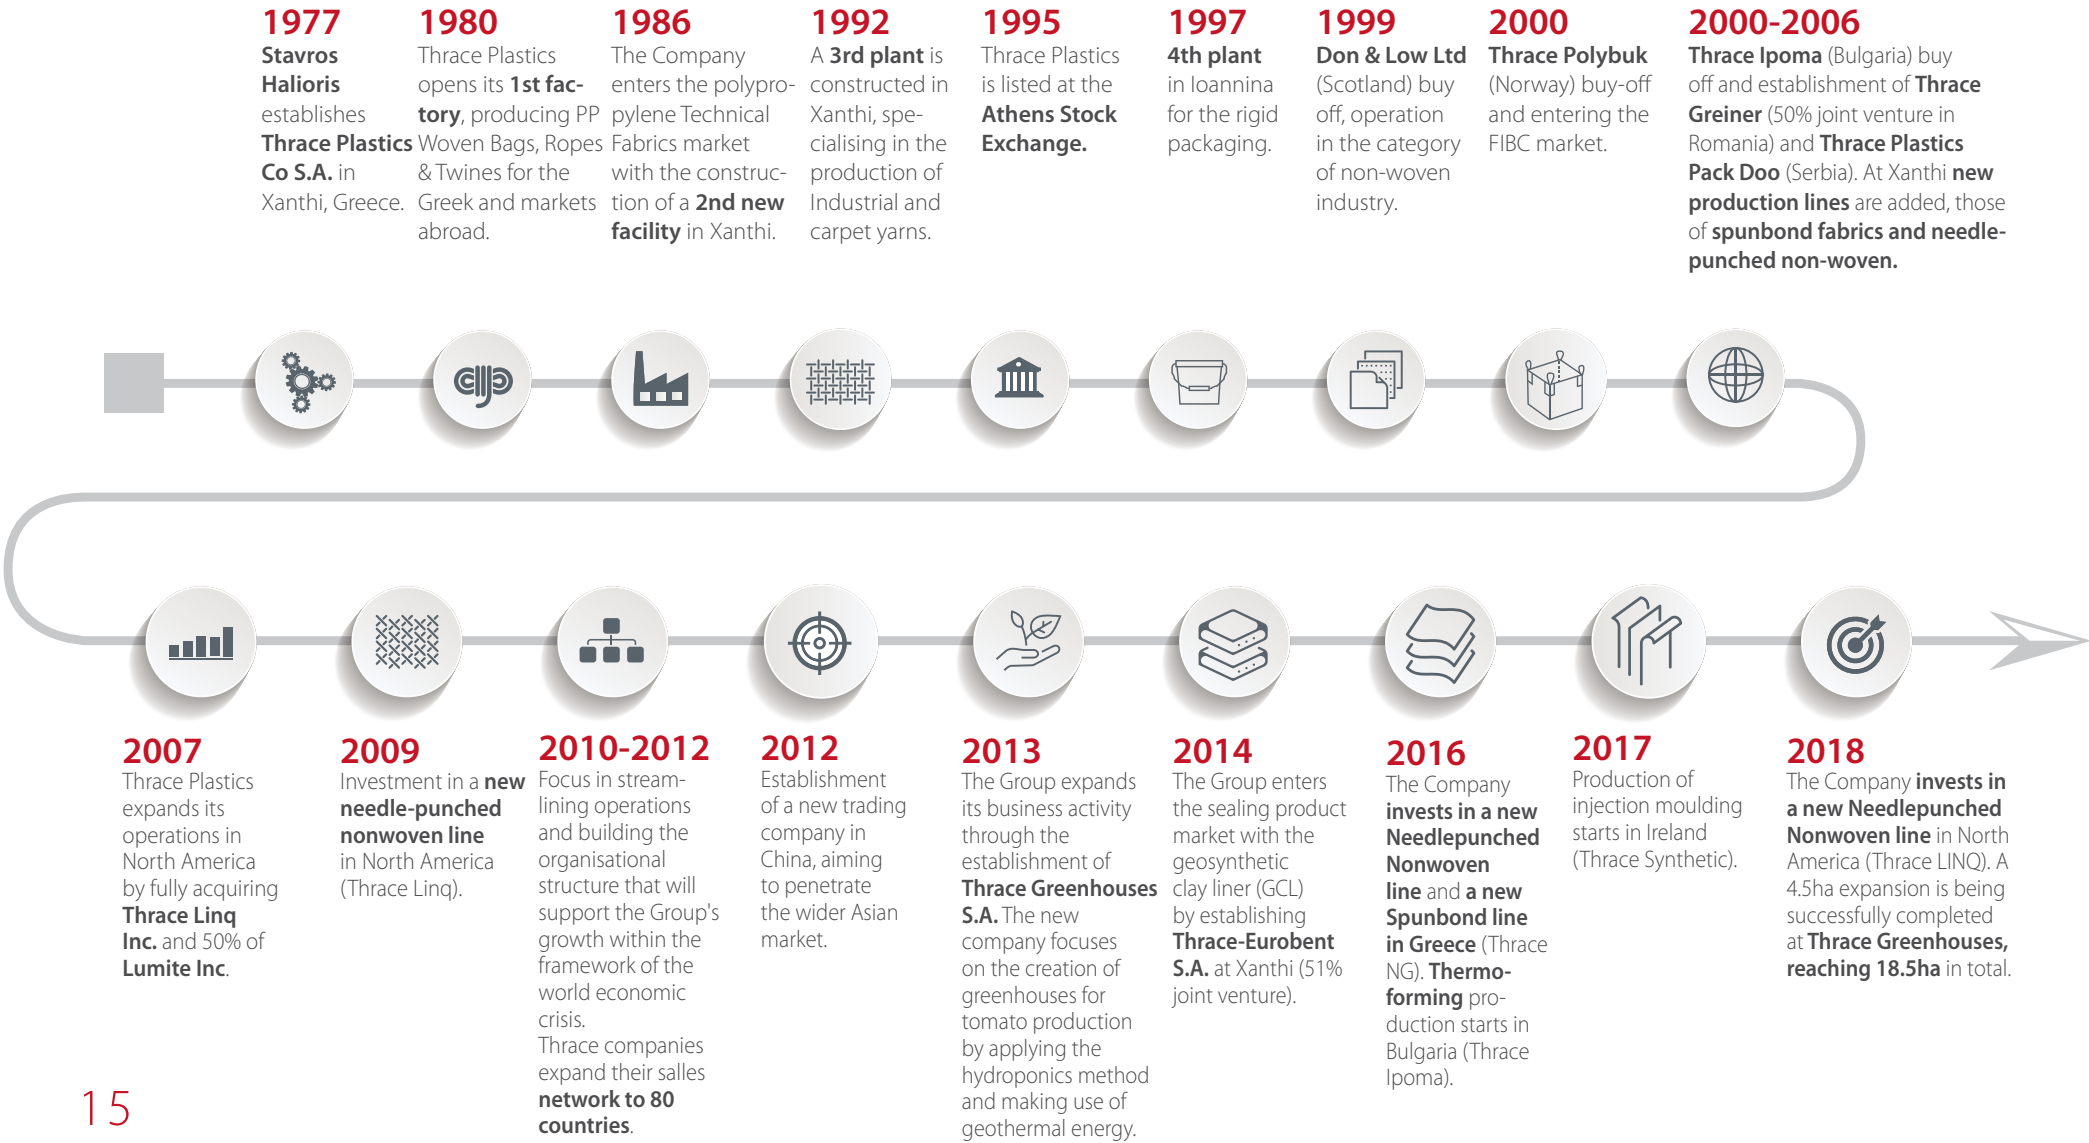 1977
Stavros
Halioris
establishes
Thrace Plastics
Co S.A. in
Xanthi, Greece.
1980
Thrace Plastics
opens its 1st fac-
tory, producing PP
Woven Bags, Ropes
& Twines for the
Greek and markets
abroad.
1986
The Company
enters the polypro-
pylene Technical
Fabrics market
with the construc-
tion of a 2nd new
facility in Xanthi.
1992
A 3rd plant is
constructed in
Xanthi, spe-
cialising in the
production of
Industrial and
carpet yarns.
1995
Thrace Plastics
is listed at the
Athens Stock
Exchange.
1997
4th plant
in Ioannina
for the rigid
packaging.
1999
Don & Low Ltd
(Scotland) buy
off, operation
in the category
of non-woven
industry.
2000
Thrace Polybuk
(Norway) buy-off
and entering the
FIBC market.
2000-2006
Thrace Ipoma (Bulgaria) buy
off and establishment of Thrace
Greiner (50% joint venture in
Romania) and Thrace Plastics
Pack Doo (Serbia). At Xanthi new
production lines are added, those
of spunbond fabrics and needle-
punched non-woven.
2007
Thrace Plastics
expands its
operations in
North America
by fully acquiring
Thrace Linq
Inc. and 50% of
Lumite Inc.
2009
Investment in a new
needle-punched
nonwoven line
in North America
(Thrace Linq).
2010-2012
Focus in stream-
lining operations
and building the
organisational
structure that will
support the Group's
growth within the
framework of the
world economic
crisis.
Thrace companies
expand their salles
network to 80
countries.
2012
Establishment
of a new trading
company in
China, aiming
to penetrate
the wider Asian
market.
2013
The Group expands
its business activity
through the
establishment of
Thrace Greenhouses
S.A. The new
company focuses
on the creation of
greenhouses for
tomato production
by applying the
hydroponics method
and making use of
geothermal energy.
2014
The Group enters
the sealing product
market with the
geosynthetic
clay liner (GCL)
by establishing
Thrace-Eurobent
S.A. at Xanthi (51%
joint venture).
2016
The Company
invests in a new
Needlepunched
Nonwoven
line and a new
Spunbond line
in Greece (Thrace
NG). Thermo-
forming pro-
duction starts in
Bulgaria (Thrace
Ipoma).
2017
Production of
injection moulding
starts in Ireland
(Thrace Synthetic).
2018
The Company invests in
a new Needlepunched
Nonwoven line in North
America (Thrace LINQ). A
4.5ha expansion is being
successfully completed
at Thrace Greenhouses,
reaching 18.5ha in total.
15